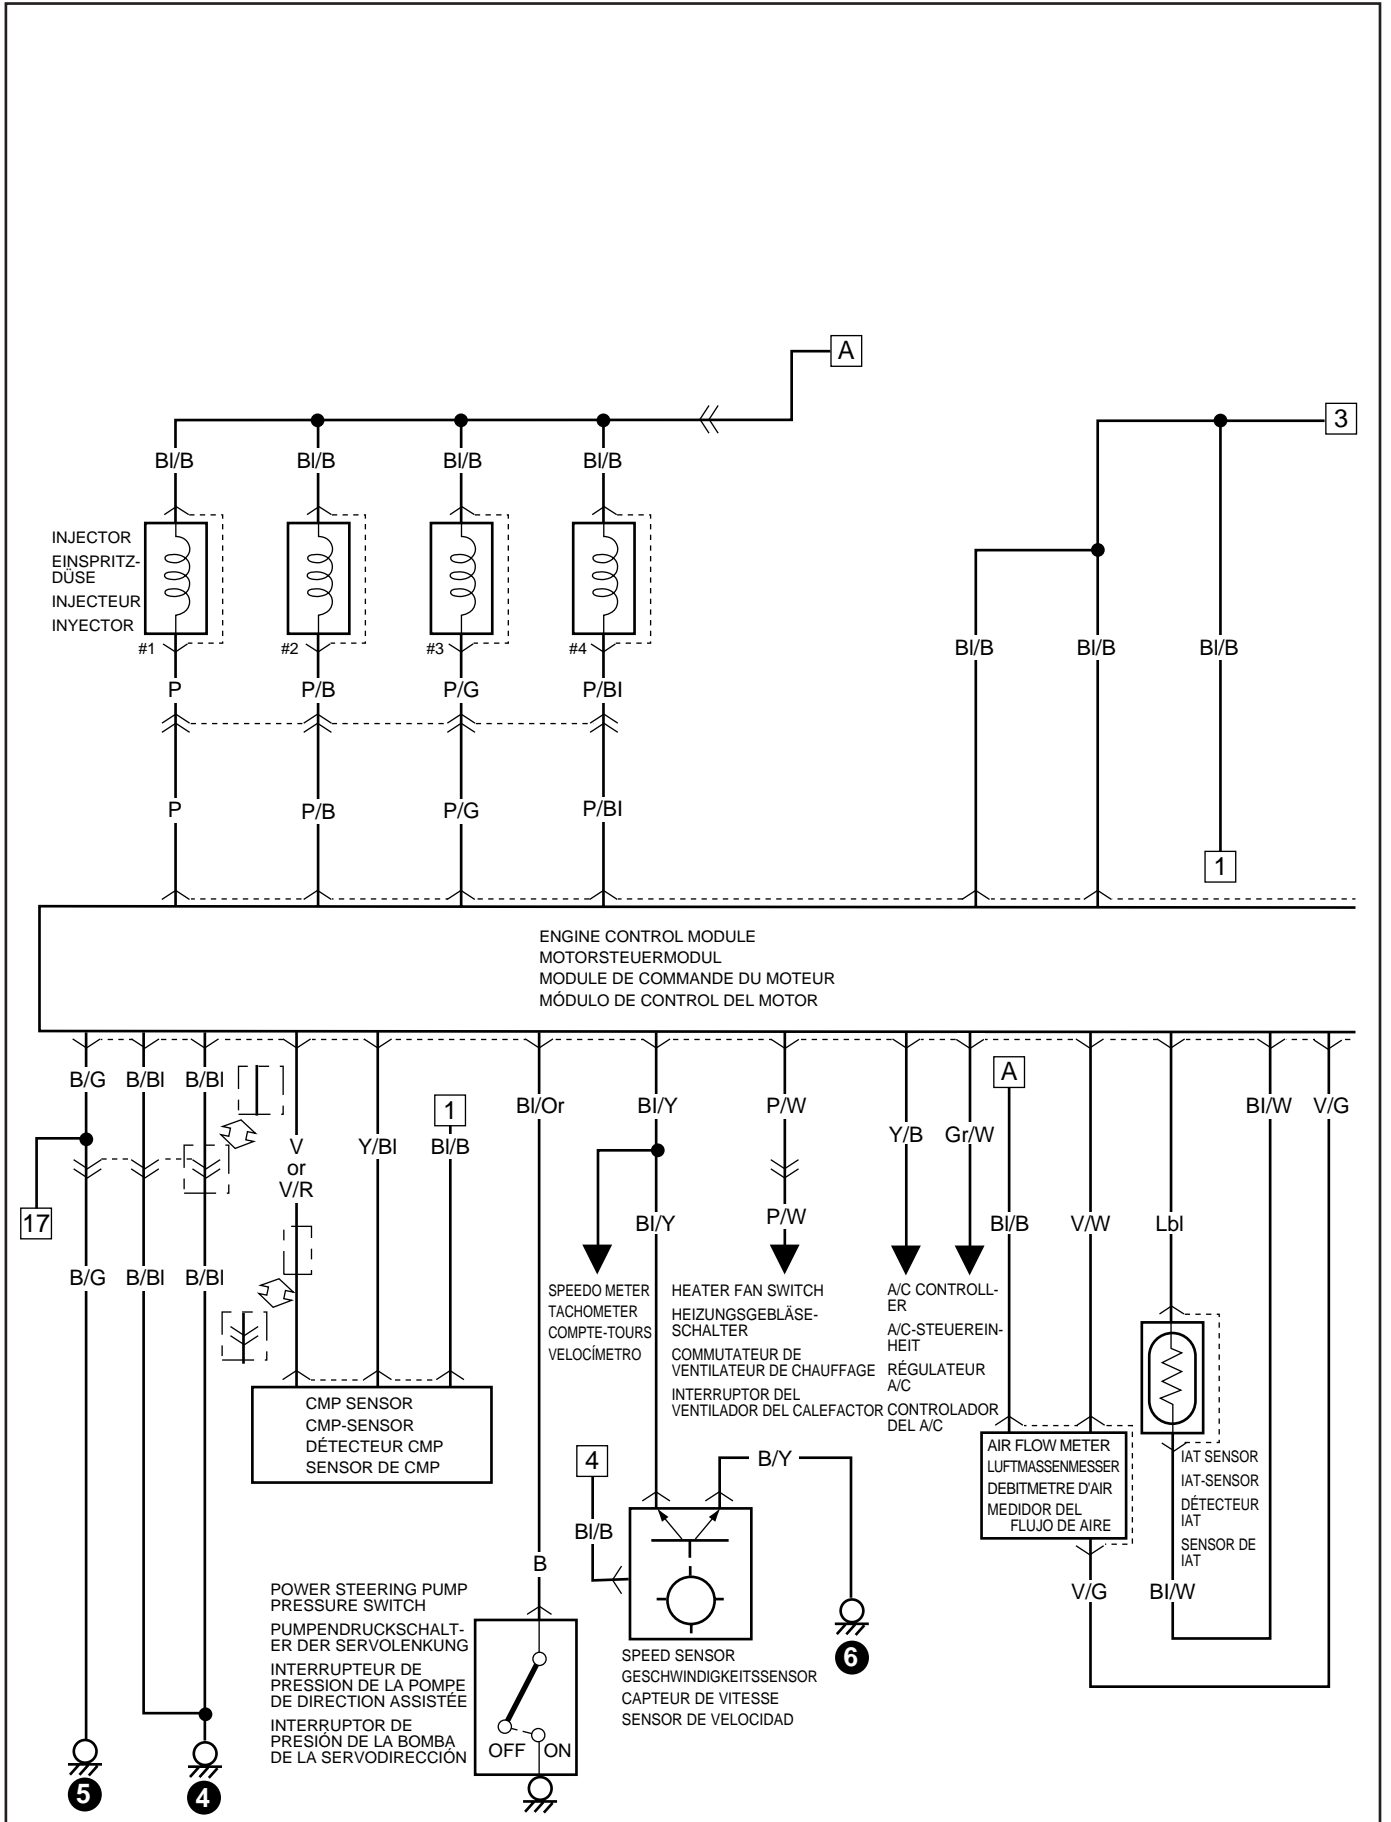 A
3
Bl/B
Bl/B
Bl/B
Bl/B
INJECTOR
EINSPRITZ-
DÜSE
INJECTEUR
INYECTOR
#1
#2
#3
#4
Bl/B
Bl/B
Bl/B
P
P/B
P/G
P/Bl
P
P/B
P/G
P/Bl
1
ENGINE CONTROL MODULE
MOTORSTEUERMODUL
MODULE DE COMMANDE DU MOTEUR
MÓDULO DE CONTROL DEL MOTOR
B/G
B/Bl
B/Bl
A
1
Bl/Or
Bl/Y
P/W
Bl/W
V/G
V
or
V/R
Y/Bl
Bl/B
Y/B
Gr/W
17
Bl/Y
P/W
Bl/B
V/W
Lbl
B/G
B/Bl
B/Bl
SPEEDO METER
TACHOMETER
COMPTE-TOURS
VELOCÍMETRO
HEATER FAN SWITCH
HEIZUNGSGEBLÄSE-
SCHALTER
COMMUTATEUR DE
VENTILATEUR DE CHAUFFAGE
INTERRUPTOR DEL
VENTILADOR DEL CALEFACTOR
A/C CONTROLL-
ER
A/C-STEUEREIN-
HEIT
RÉGULATEUR
A/C
CONTROLADOR
DEL A/C
CMP SENSOR
CMP-SENSOR
DÉTECTEUR CMP
SENSOR DE CMP
4
B/Y
Bl/B
AIR FLOW METER
LUFTMASSENMESSER
DEBITMETRE D'AIR
MEDIDOR DEL
FLUJO DE AIRE
IAT SENSOR
IAT-SENSOR
DÉTECTEUR
IAT
SENSOR DE
IAT
B
V/G
Bl/W
POWER STEERING PUMP
PRESSURE SWITCH
PUMPENDRUCKSCHALT-
ER DER SERVOLENKUNG
INTERRUPTEUR DE
PRESSION DE LA POMPE
DE DIRECTION ASSISTÉE
INTERRUPTOR DE
PRESIÓN DE LA BOMBA
DE LA SERVODIRECCIÓN
OFF
ON
SPEED SENSOR
GESCHWINDIGKEITSSENSOR
CAPTEUR DE VITESSE
SENSOR DE VELOCIDAD
6
5
4